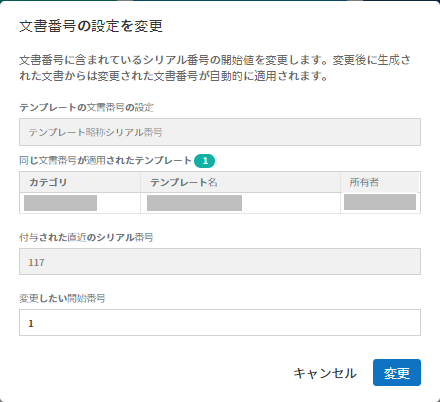 文書番号の設定を変更
文書番号に含まれているシリアル番号の開始値を変更します。変更後に生成さ
れた文書からは変更された文書番号が自動的に適用されます。
テンプレートの文書番号の設定
テンプレート略称シリアル番号
同じ文書番号が適用されたテンプレート 1
カテゴリ テンプレート名 所有者
付与された直近のシリアル番号
117
変更したい開始番号
1
キャンセル 変更